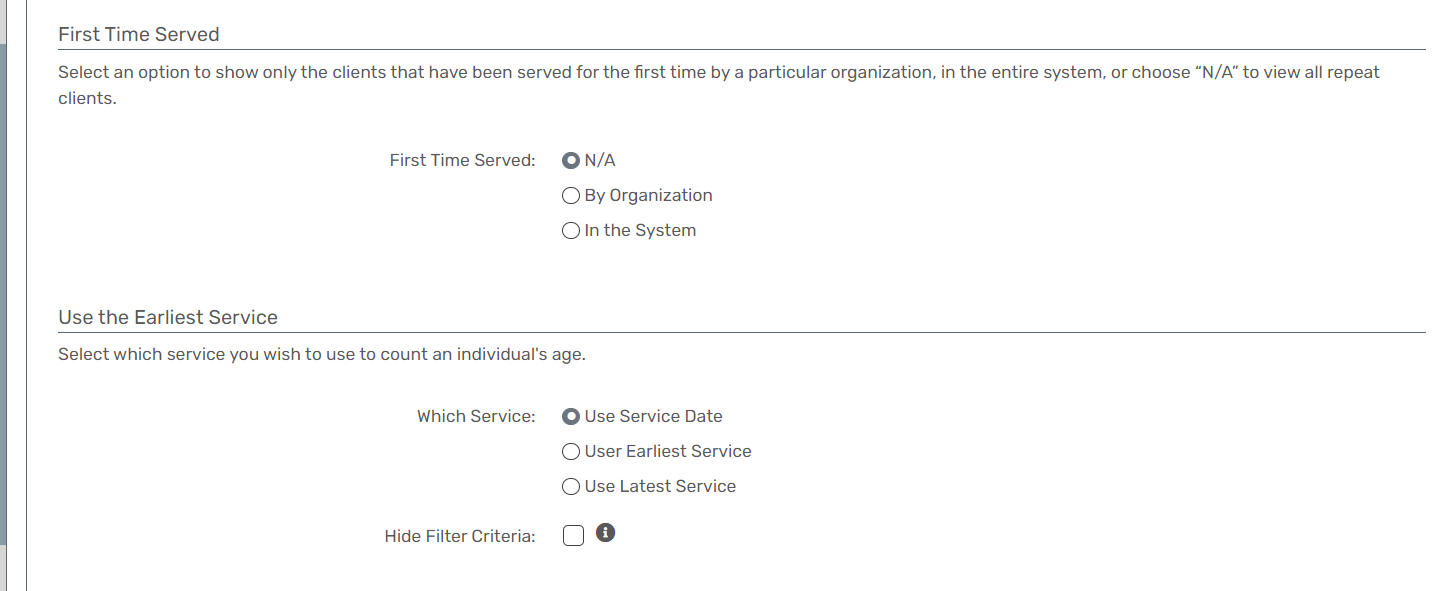 First Time Served
Select an option to show only the clients that have been served for the first time by a particular organization, in the entire system, or choose “N/A” to view all repeat
clients.
First Time Served:
N/A
By Organization
In the System
Use the Earliest Service
Select which service you wish to use to count an individual's age.
Which Service:
Use Service Date
User Earliest Service
Use Latest Service
Hide Filter Criteria: